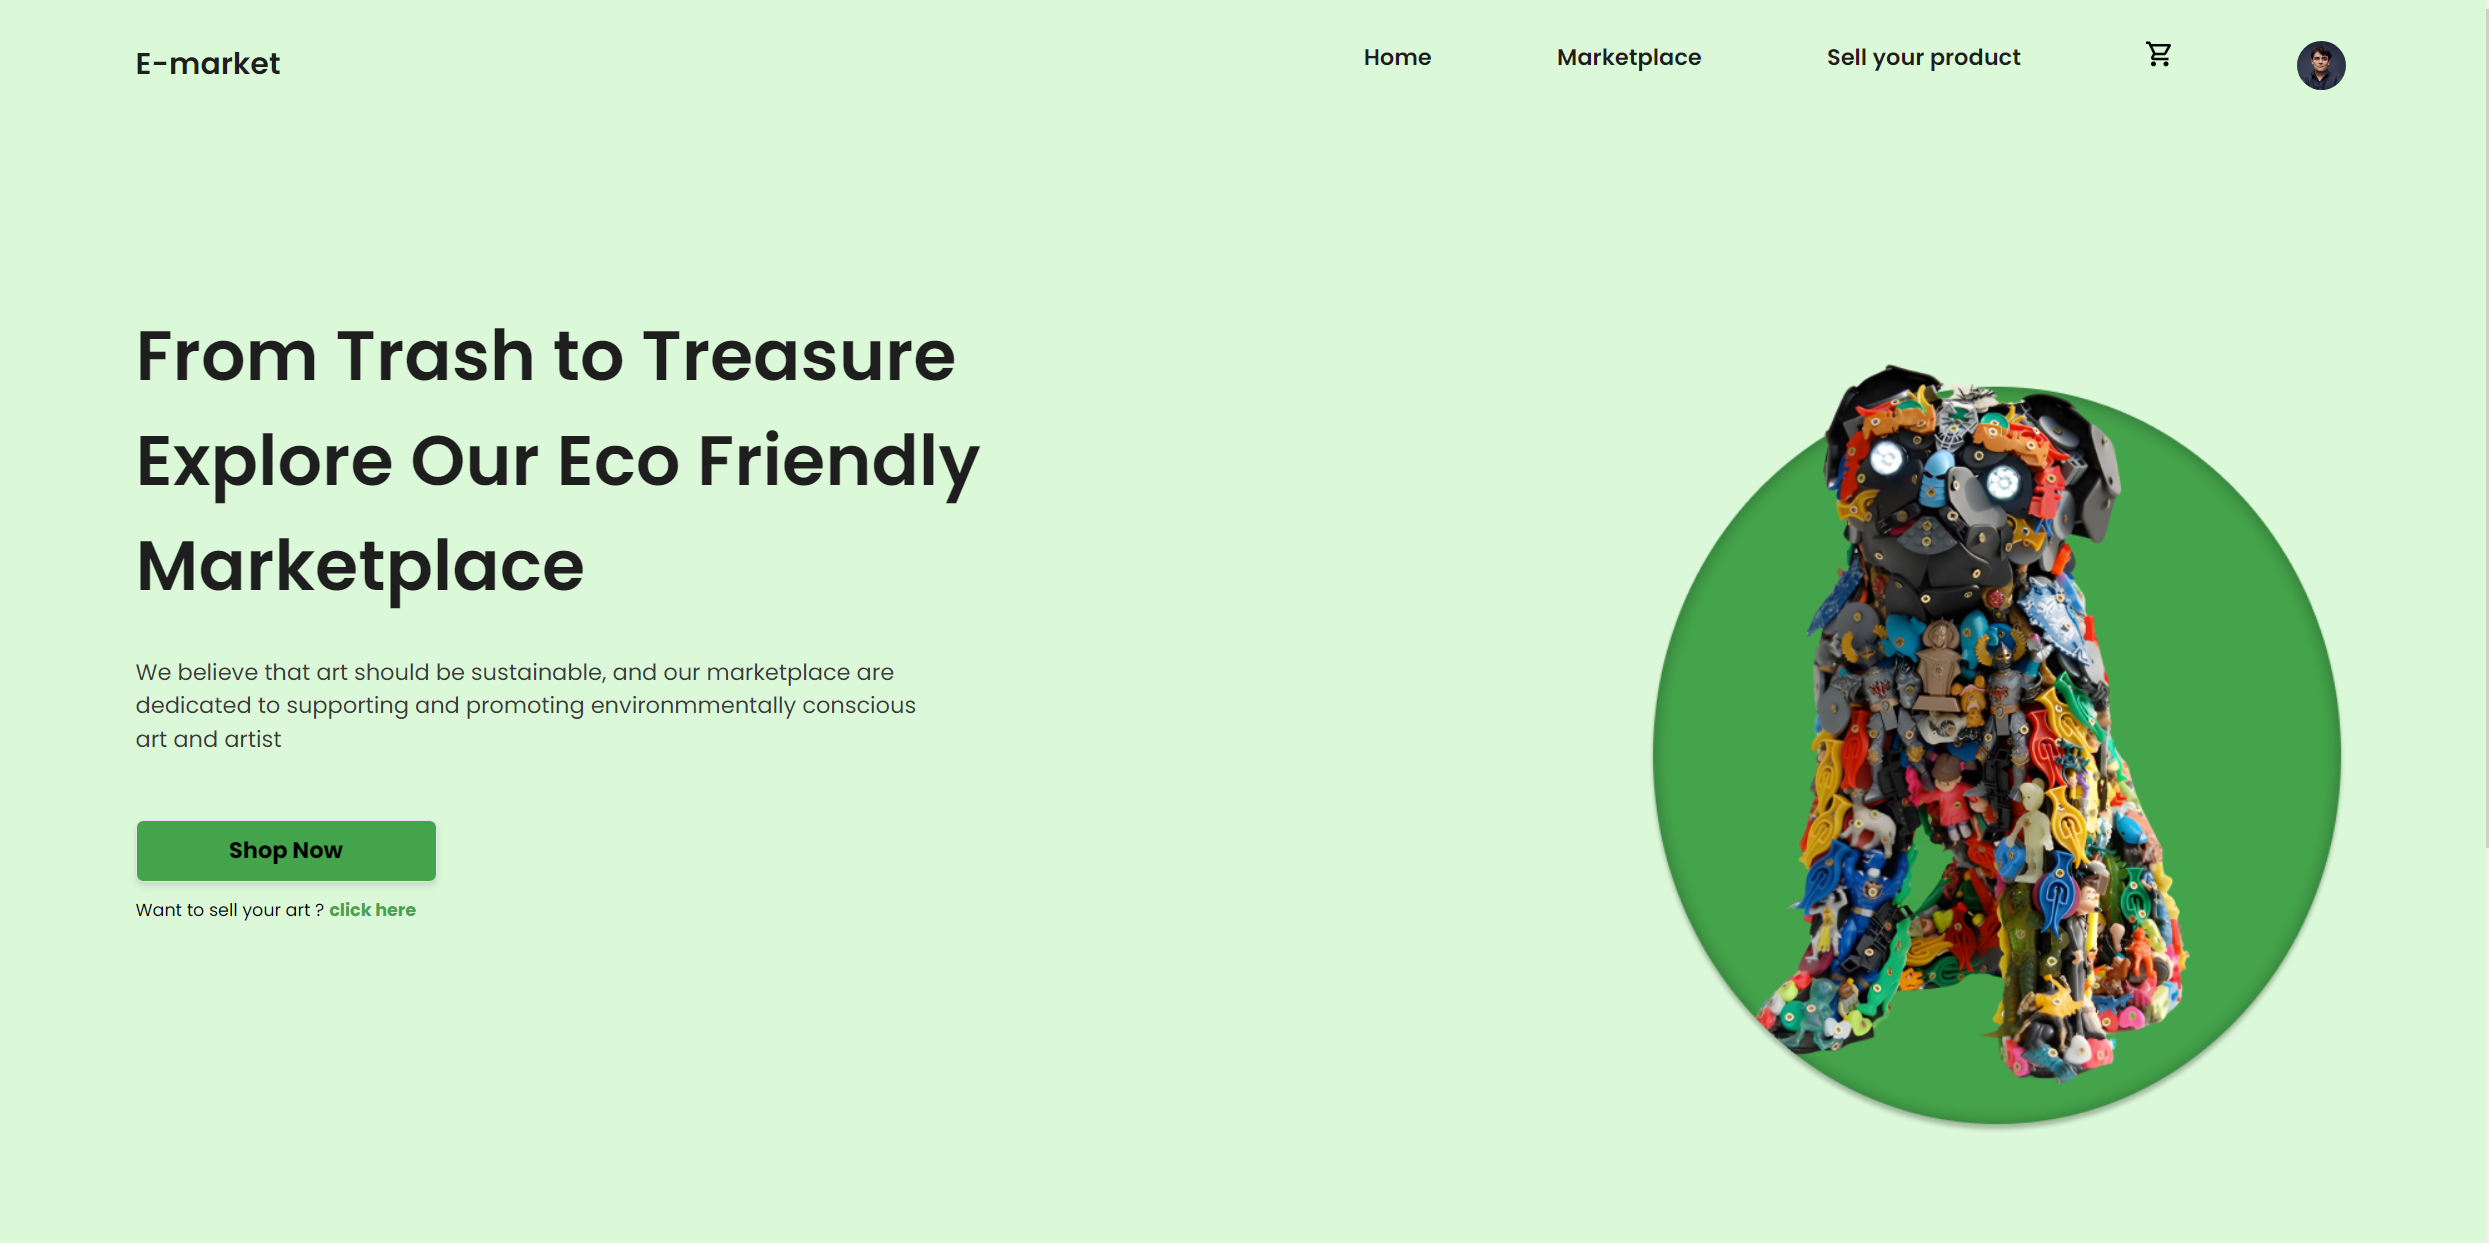 E-market
Home
Marketplace
Sell your product
From Trash to Treasure
Explore Our Eco Friendly
Marketplace
We believe that art should be sustainable, and our marketplace are
dedicated to supporting and promoting environmmentally conscious
art and artist
Shop Now
Want to sell your art ? click here